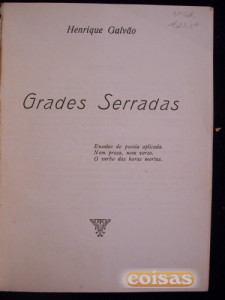 Henrique Galvão
Grades Serradas
Ensaios de poesia aplicada.
Nem prosa, nem verso.
O verbo das horas mortas.
coisas